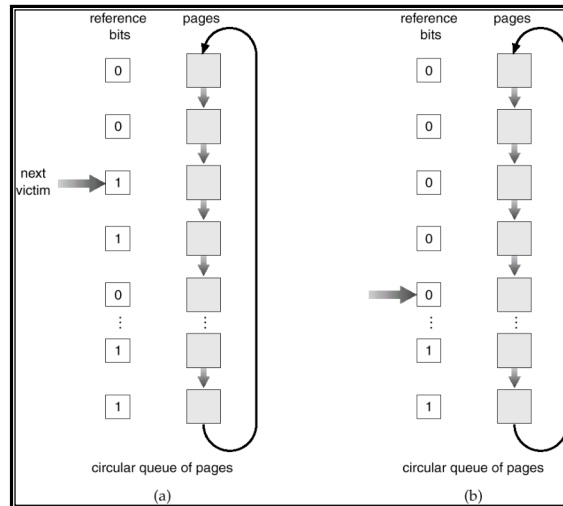 reference bits
pages
0
0
next victim
1
1
0
⋮
⋮
1
1
circular queue of pages
(a)
reference bits
pages
0
0
0
0
0
⋮
⋮
1
1
circular queue of pages
(b)